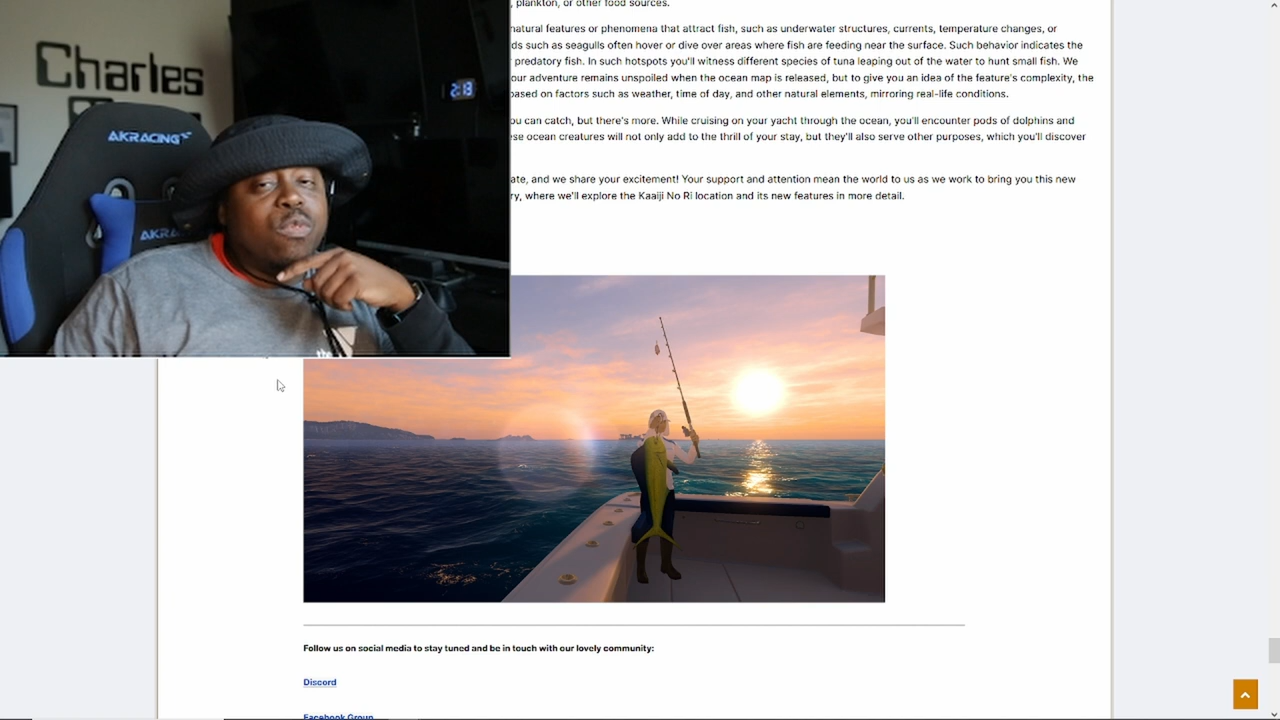 , plankton, or other food sources.
natural features or phenomena that attract fish, such as underwater structures, currents, temperature changes, or
ds such as seagulls often hover or dive over areas where fish are feeding near the surface. Such behavior indicates the
predatory fish. In such hotspots you'll witness different species of tuna leaping out of the water to hunt small fish. We
our adventure remains unspoiled when the ocean map is released, but to give you an idea of the feature's complexity, the
based on factors such as weather, time of day, and other natural elements, mirroring real-life conditions.
you can catch, but there's more. While cruising on your yacht through the ocean, you'll encounter pods of dolphins and
se ocean creatures will not only add to the thrill of your stay, but they'll also serve other purposes, which you'll discover
ate, and we share your excitement! Your support and attention mean the world to us as we work to bring you this new
ry, where we'll explore the Kaaiji No Ri location and its new features in more detail.
Charles
2:13
AKRACING
AKRA
Follow us on social media to stay tuned and be in touch with our lovely community:
Discord
Facebook Group